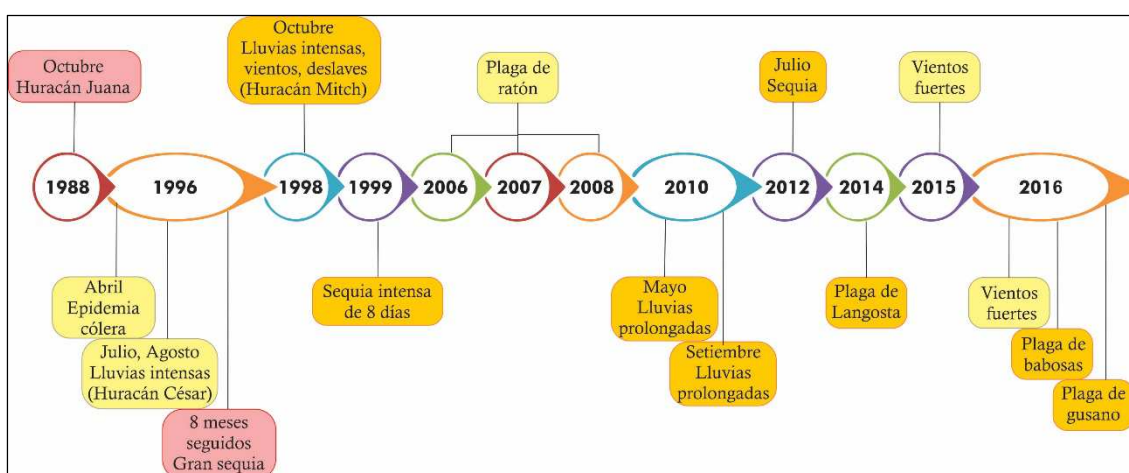 Octubre
Huracán Juana
Octubre
Lluvias intensas,
vientos, deslaves
(Huracán Mitch)
Plaga de
ratón
Julio
Sequia
Vientos
fuertes
1988
1996
1998
1999
2006
2007
2008
2010
2012
2014
2015
2016
Abril
Epidemia
cólera
Julio, Agosto
Lluvias intensas
(Huracán César)
8 meses
seguidos
Gran sequia
Sequia intensa
de 8 días
Mayo
Lluvias
prolongadas
Setiembre
Lluvias
prolongadas
Plaga de
Langosta
Vientos
fuertes
Plaga de
babosas
Plaga de
gusano